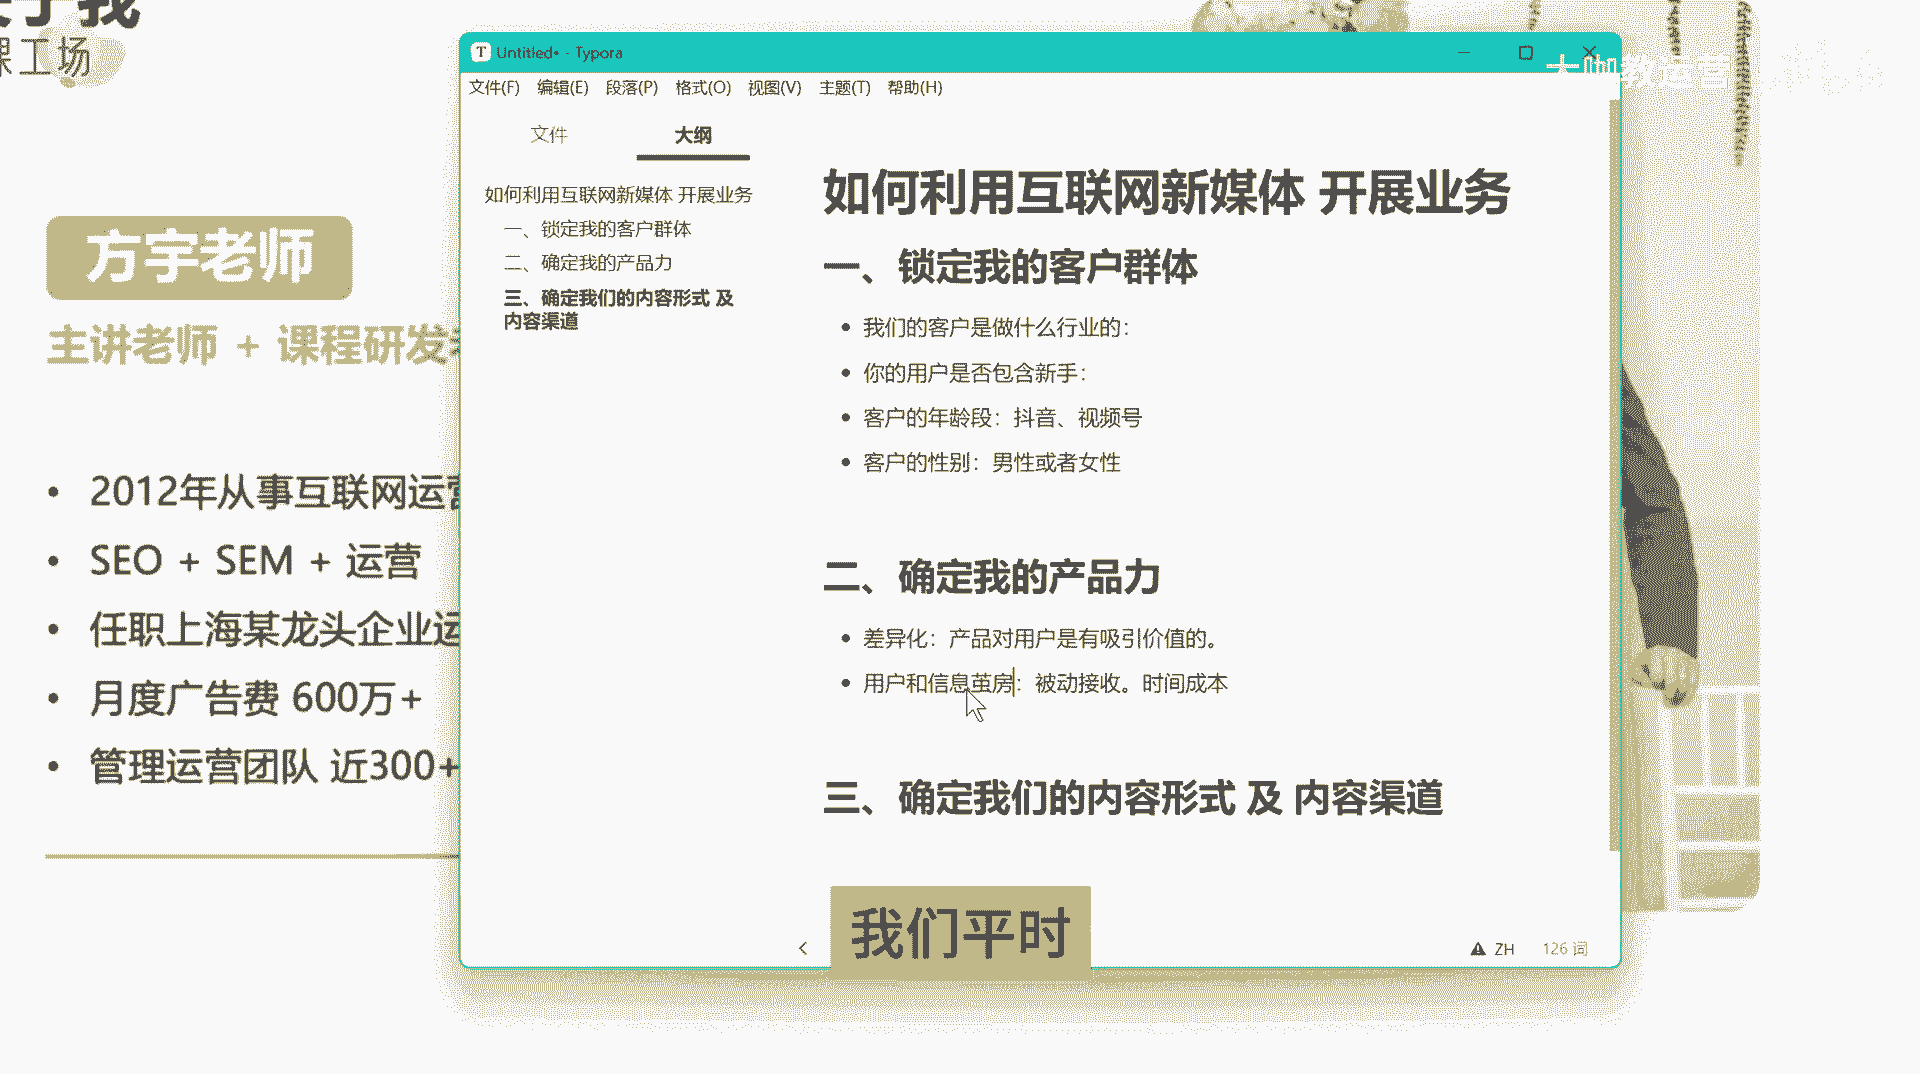 关于我
课工场
大咖教运营
方宇老师
主讲老师 + 课程研发
2012年从事互联网运营
SEO + SEM + 运营
任职上海某龙头企业运
月度广告费 600万+
管理运营团队 近300+
Untitled• - Typora
文件(F) 编辑(E) 段落(P) 格式(O) 视图(V) 主题(T) 帮助(H)
文件 大纲
如何利用互联网新媒体 开展业务
一、锁定我的客户群体
二、确定我的产品力
三、确定我们的内容形式 及
内容渠道
如何利用互联网新媒体 开展业务
一、锁定我的客户群体
我们的客户是做什么行业的：
你的用户是否包含新手：
客户的年龄段：抖音、视频号
客户的性别：男性或者女性
二、确定我的产品力
差异化：产品对用户是有吸引价值的。
用户和信息茧房：被动接收。时间成本
三、确定我们的内容形式 及 内容渠道
我们平时
ZH 126 词